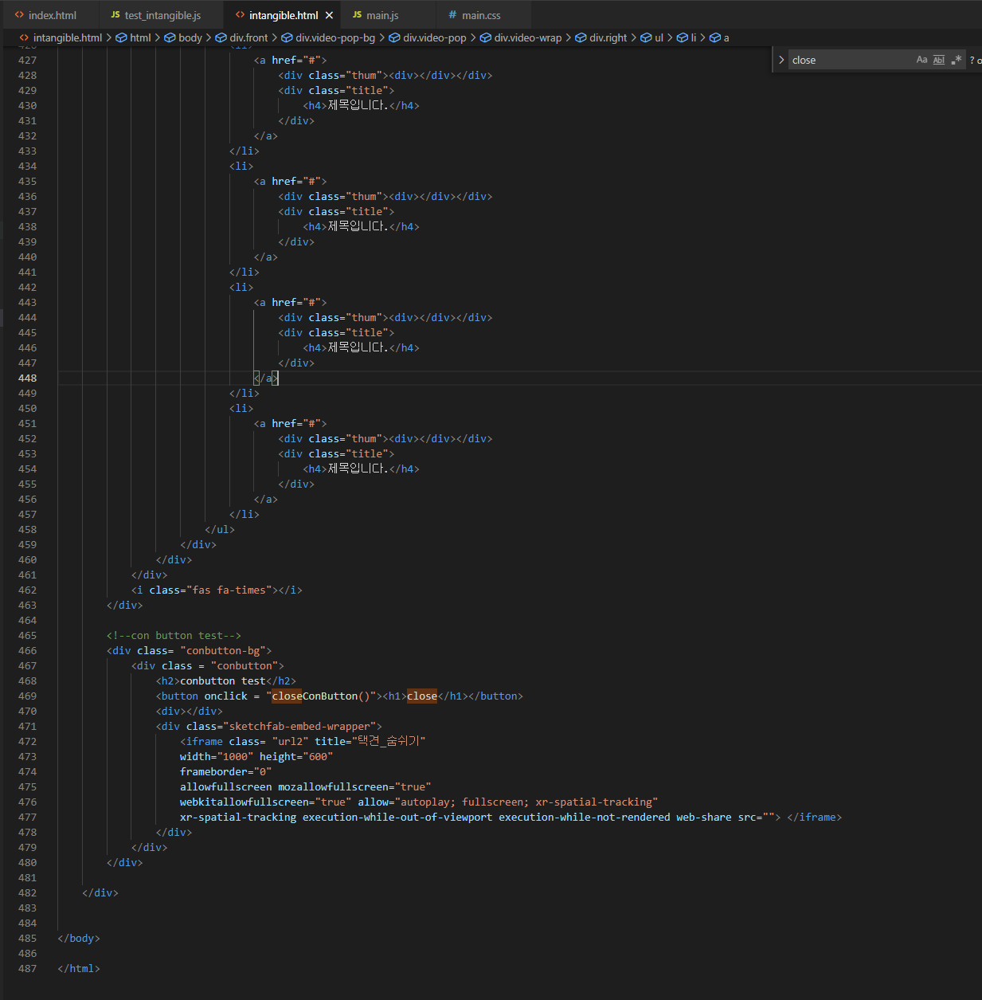 index.html
JS test_intangible.js
intangible.html
JS main.js
# main.css
intangible.html > html > body > div.front > div.video-pop-bg > div.video-pop > div.video-wrap > div.right > ul > li > a
close Aa Abl .* ? o
427 <a href="#">
428 <div class="thum"><div></div></div>
429 <div class="title">
430 <h4>제목입니다.</h4>
431 </div>
432 </a>
433 </li>
434 <li>
435 <a href="#">
436 <div class="thum"><div></div></div>
437 <div class="title">
438 <h4>제목입니다.</h4>
439 </div>
440 </a>
441 </li>
442 <li>
443 <a href="#">
444 <div class="thum"><div></div></div>
445 <div class="title">
446 <h4>제목입니다.</h4>
447 </div>
448 </a>
449 </li>
450 <li>
451 <a href="#">
452 <div class="thum"><div></div></div>
453 <div class="title">
454 <h4>제목입니다.</h4>
455 </div>
456 </a>
457 </li>
458 </ul>
459 </div>
460 </div>
461 </div>
462 <i class="fas fa-times"></i>
463 </div>
464
465 <!--con button test-->
466 <div class= "conbutton-bg">
467 <div class = "conbutton">
468 <h2>conbutton test</h2>
469 <button onclick = "closeConButton()"><h1>close</h1></button>
470 <div></div>
471 <div class="sketchfab-embed-wrapper">
472 <iframe class= "url2" title="택견_숨쉬기"
473 width="1000" height="600"
474 frameborder="0"
475 allowfullscreen mozallowfullscreen="true"
476 webkitallowfullscreen="true" allow="autoplay; fullscreen; xr-spatial-tracking"
477 xr-spatial-tracking execution-while-out-of-viewport execution-while-not-rendered web-share src=""> </iframe>
478 </div>
479 </div>
480 </div>
481
482 </div>
483
484
485 </body>
486
487 </html>